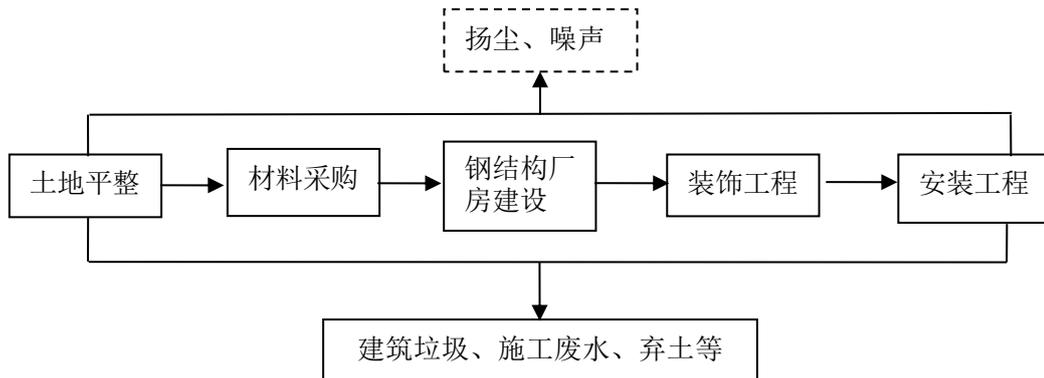 扬尘、噪声
土地平整
材料采购
钢结构厂
房建设
装饰工程
安装工程
建筑垃圾、施工废水、弃土等